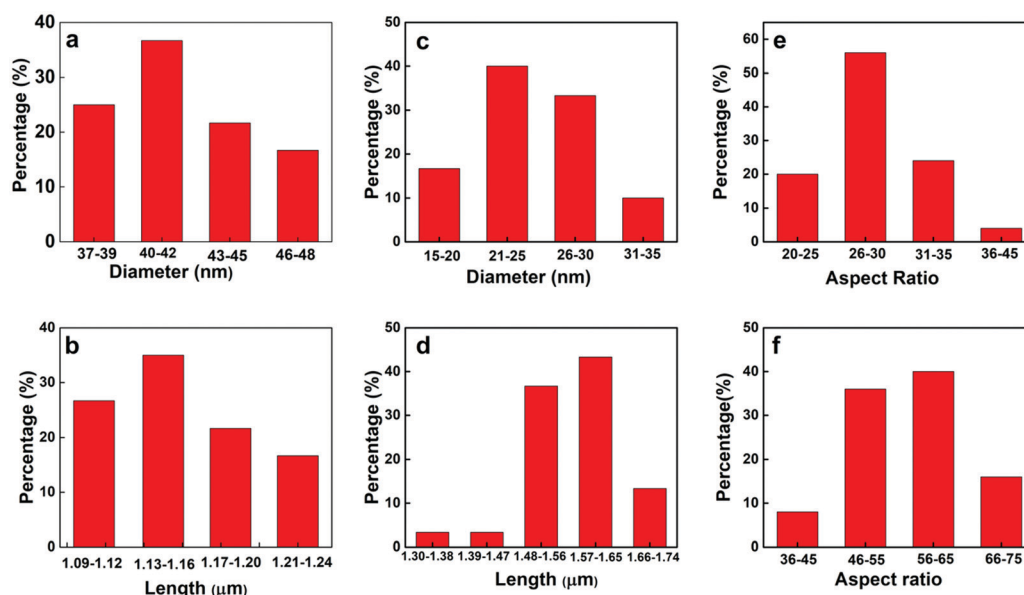 a
Percentage (%)
40
30
20
10
0
37-39 40-42 43-45 46-48
Diameter (nm)
c
Percentage (%)
50
40
30
20
10
0
15-20 21-25 26-30 31-35
Diameter (nm)
e
Percentage (%)
60
50
40
30
20
10
0
20-25 26-30 31-35 36-45
Aspect Ratio
b
Percentage (%)
40
30
20
10
0
1.09-1.12 1.13-1.16 1.17-1.20 1.21-1.24
Length (μm)
d
Percentage (%)
50
40
30
20
10
0
1.30-1.38 1.39-1.47 1.48-1.56 1.57-1.65 1.66-1.74
Length (μm)
f
Percentage(%)
50
40
30
20
10
0
36-45 46-55 56-65 66-75
Aspect ratio